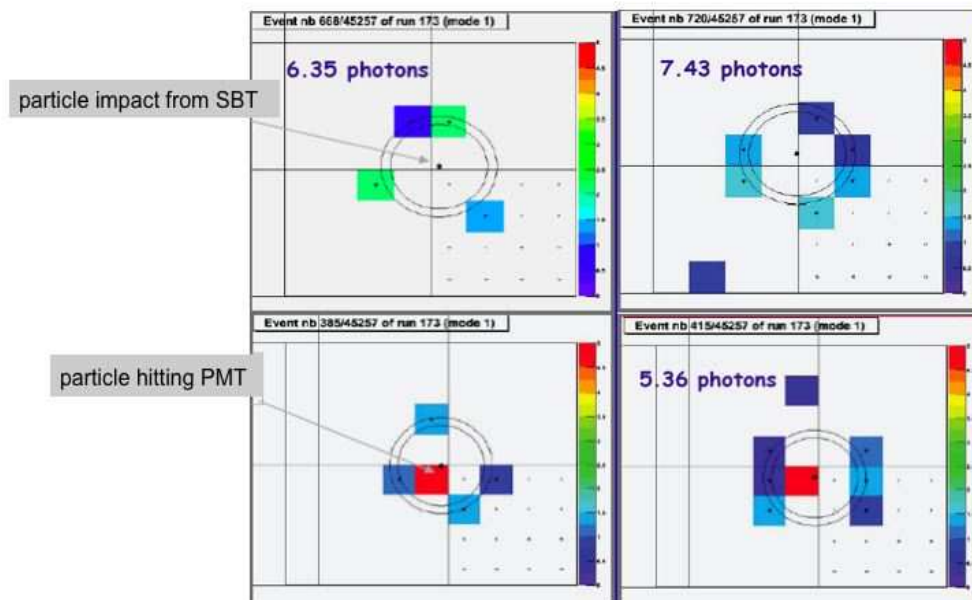 Event nb 668/45257 of run 173 (mode 1)
6.35 photons
particle impact from SBT
Event nb 720/45257 of run 173 (mode 1)
7.43 photons
Event nb 385/45257 of run 173 (mode 1)
particle hitting PMT
Event nb 415/45257 of run 173 (mode 1)
5.36 photons